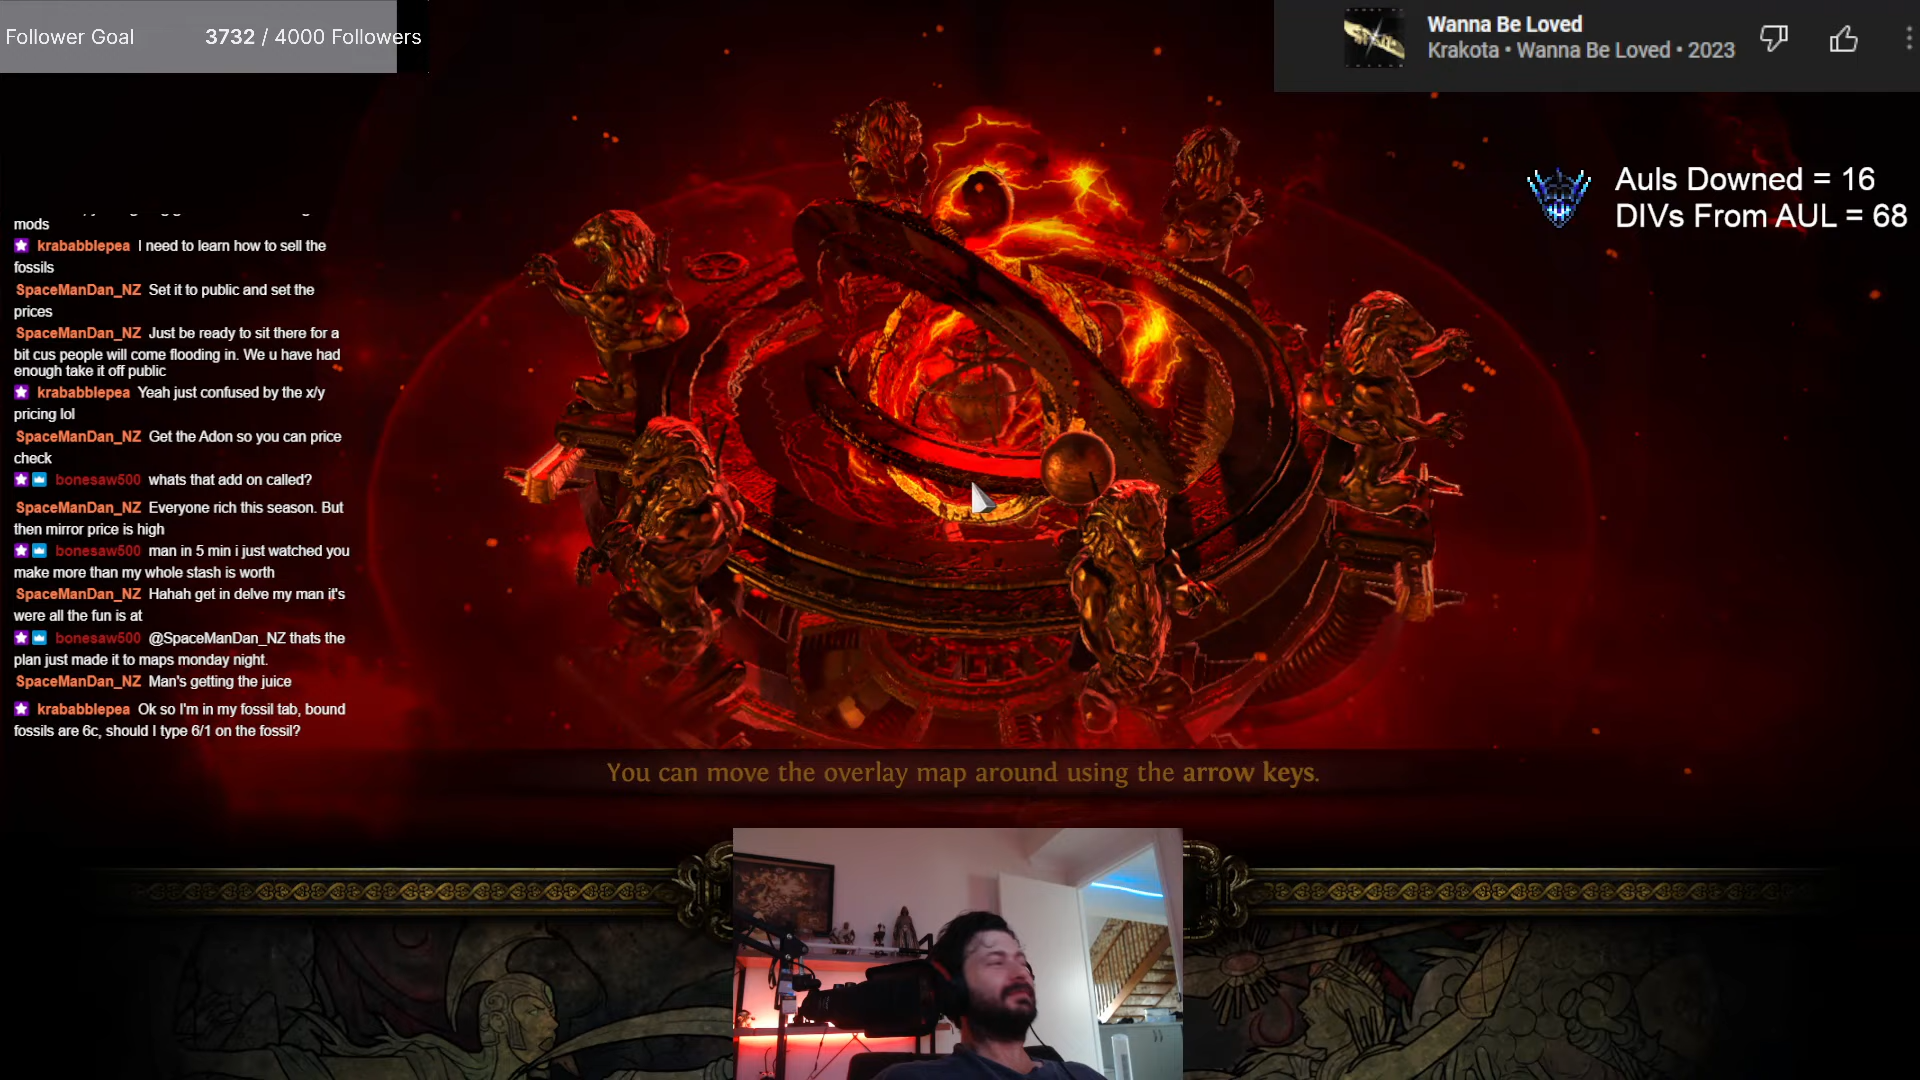 Follower Goal 3732 / 4000 Followers
Wanna Be Loved
Krakota • Wanna Be Loved • 2023
Auls Downed = 16
DIVs From AUL = 68
mods
krababblepea I need to learn how to sell the
fossils
SpaceManDan_NZ Set it to public and set the
prices
SpaceManDan_NZ Just be ready to sit there for a
bit cus people will come flooding in. We u have had
enough take it off public
krababblepea Yeah just confused by the x/y
pricing lol
SpaceManDan_NZ Get the Adon so you can price
check
bonesaw500 whats that add on called?
SpaceManDan_NZ Everyone rich this season. But
then mirror price is high
bonesaw500 man in 5 min i just watched you
make more than my whole stash is worth
SpaceManDan_NZ Hahah get in delve my man it's
were all the fun is at
bonesaw500 @SpaceManDan_NZ thats the
plan just made it to maps monday night.
SpaceManDan_NZ Man's getting the juice
krababblepea Ok so I'm in my fossil tab, bound
fossils are 6c, should I type 6/1 on the fossil?
You can move the overlay map around using the arrow keys.